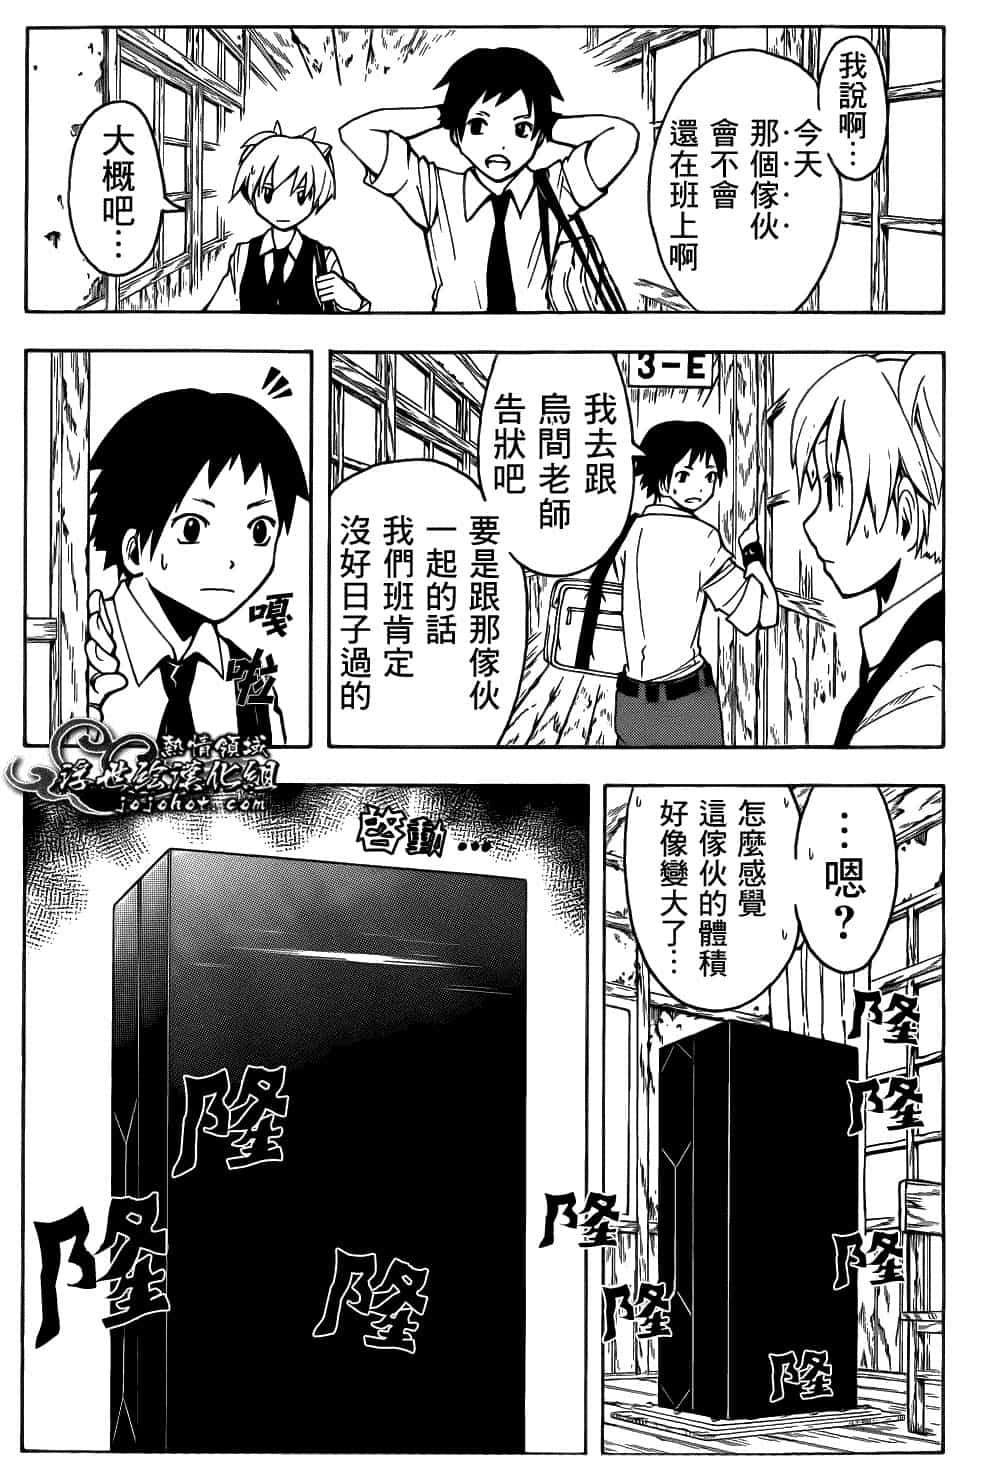 我說啊…
今天
那個傢伙
會不會
還在班上啊
大概吧…
3-E
我去跟
烏間老師
告狀吧
要是跟那傢伙
一起的話
我們班肯定
沒好日子過的
嘎
啦
…嗯?
怎麼感覺
這傢伙的體積
好像變大了…
隆
隆
隆
隆
隆
隆
啓動…
隆
隆
隆
熱情領域
浮世绘漢化組
jojohot.com